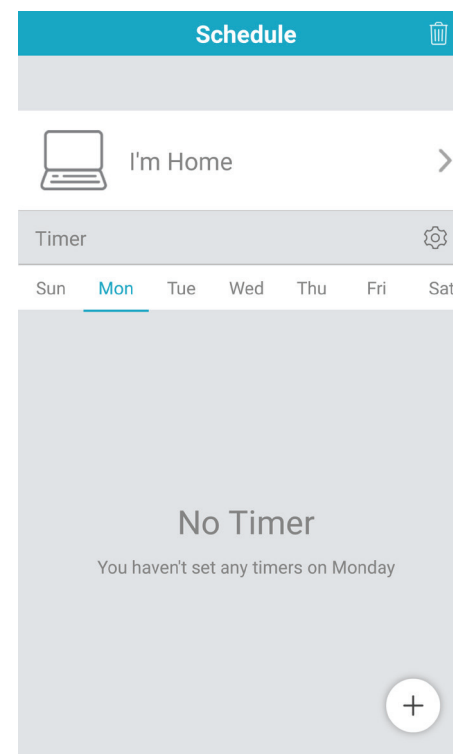 Schedule
I'm Home
Timer
Sun Mon Tue Wed Thu Fri Sat
No Timer
You haven't set any timers on Monday